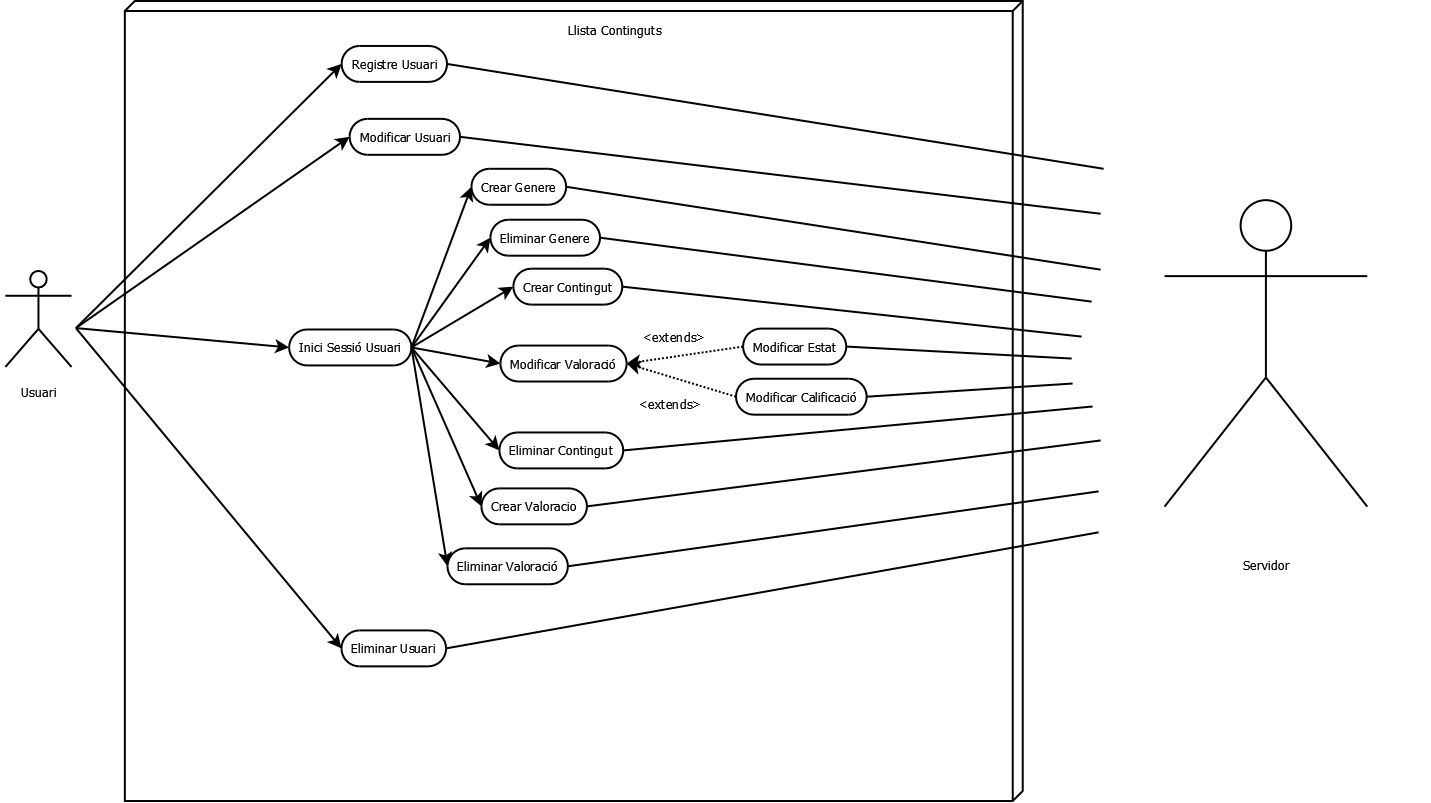 Llista Continguts
Registre Usuari
Modificar Usuari
Crear Genere
Eliminar Genere
Crear Contingut
Inici Sessió Usuari
Modificar Valoració
<extends>
Modificar Estat
Modificar Calificació
<extends>
Usuari
Eliminar Contingut
Crear Valoracio
Eliminar Valoració
Servidor
Eliminar Usuari